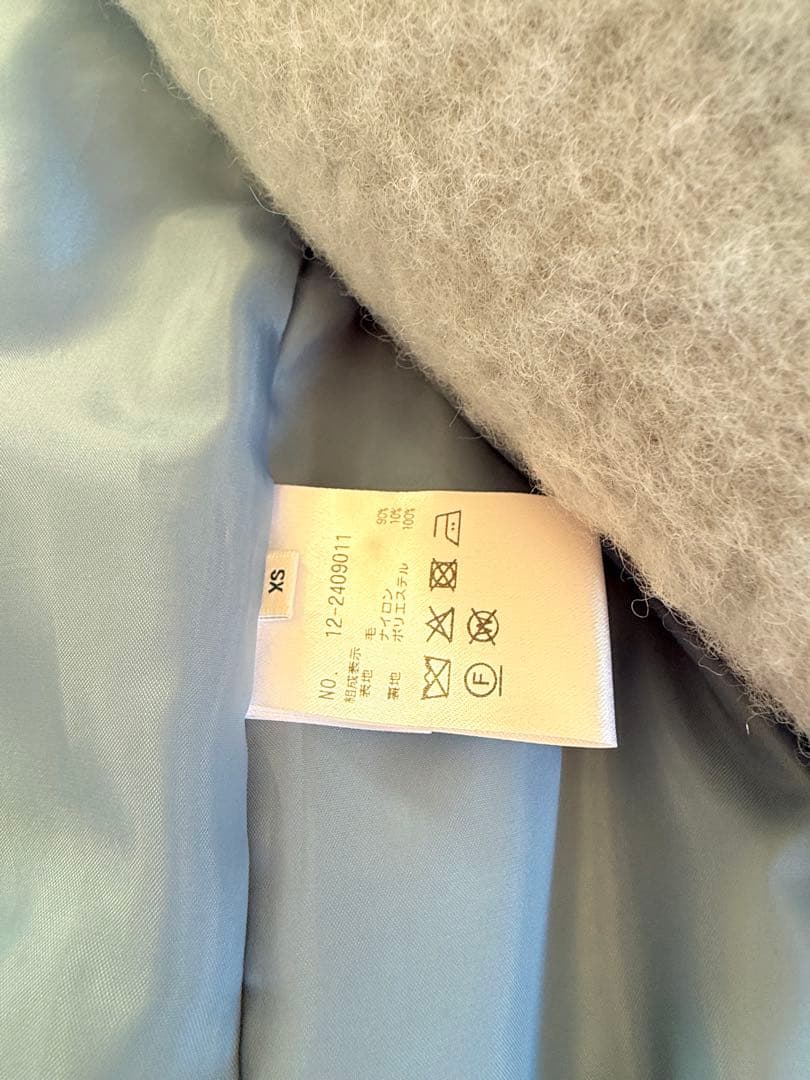 XS
NO. 12-2409011
組成表示
表地 毛 90%
ナイロン 10%
裏地 ポリエステル 100%
F
W